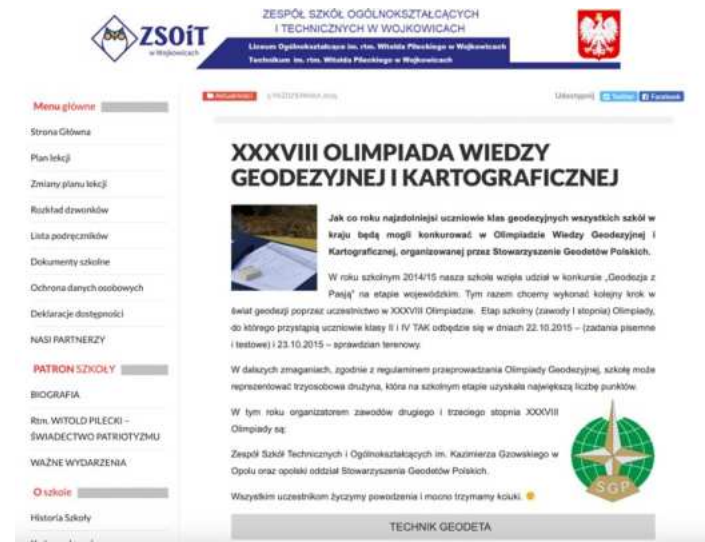 ZESPÓŁ SZKÓŁ OGÓLNOKSZTAŁCĄCYCH
I TECHNICZNYCH W WOJKOWICACH
ZSOiT
w Wojkowicach
Liceum Ogólnokształcące im. rtm. Witolda Pileckiego w Wojkowicach
Technikum im. rtm. Witolda Pileckiego w Wojkowicach
Menu główne
Strona Główna
Plan lekcji
Zmiany planu lekcji
Rozkład dzwonków
Lista podręczników
Dokumenty szkolne
Ochrona danych osobowych
Deklaracje dostępności
NASI PARTNERZY
PATRON SZKOŁY
BIOGRAFIA
Rtm. WITOLD PILECKI –
ŚWIADECTWO PATRIOTYZMU
WAŻNE WYDARZENIA
O szkole
Historia Szkoły
Aktualności
5 PAŹDZIERNIKA 2015
Udostępnij
Twitter
Facebook
XXXVIII OLIMPIADA WIEDZY
GEODEZYJNEJ I KARTOGRAFICZNEJ
Jak co roku najzdolniejsi uczniowie klas geodezyjnych wszystkich szkół w
kraju będą mogli konkurować w Olimpiadzie Wiedzy Geodezyjnej i
Kartograficznej, organizowanej przez Stowarzyszenie Geodetów Polskich.
W roku szkolnym 2014/15 nasza szkoła wzięła udział w konkursie „Geodezja z
Pasją" na etapie wojewódzkim. Tym razem chcemy wykonać kolejny krok w
świat geodezji poprzez uczestnictwo w XXXVIII Olimpiadzie. Etap szkolny (zawody I stopnia) Olimpiady,
do którego przystąpią uczniowie klasy II i IV TAK odbędzie się w dniach 22.10.2015 – (zadania pisemne
i testowe) i 23.10.2015 – sprawdzian terenowy.
W dalszych zmaganiach, zgodnie z regulaminem przeprowadzania Olimpiady Geodezyjnej, szkołę może
reprezentować trzyosobowa drużyna, która na szkolnym etapie uzyskała największą liczbę punktów.
W tym roku organizatorem zawodów drugiego i trzeciego stopnia XXXVIII
Olimpiady są:
Zespół Szkół Technicznych i Ogólnokształcących im. Kazimierza Gzowskiego w
Opolu oraz opolski oddział Stowarzyszenia Geodetów Polskich.
Wszystkim uczestnikom życzymy powodzenia i mocno trzymamy kciuki.
SGP
TECHNIK GEODETA